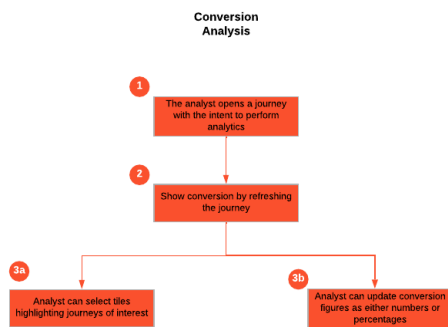 Conversion
Analysis
1
The analyst opens a journey
with the intent to perform
analytics
2
Show conversion by refreshing
the journey
3a
Analyst can select tiles
highlighting journeys of interest
3b
Analyst can update conversion
figures as either numbers or
percentages